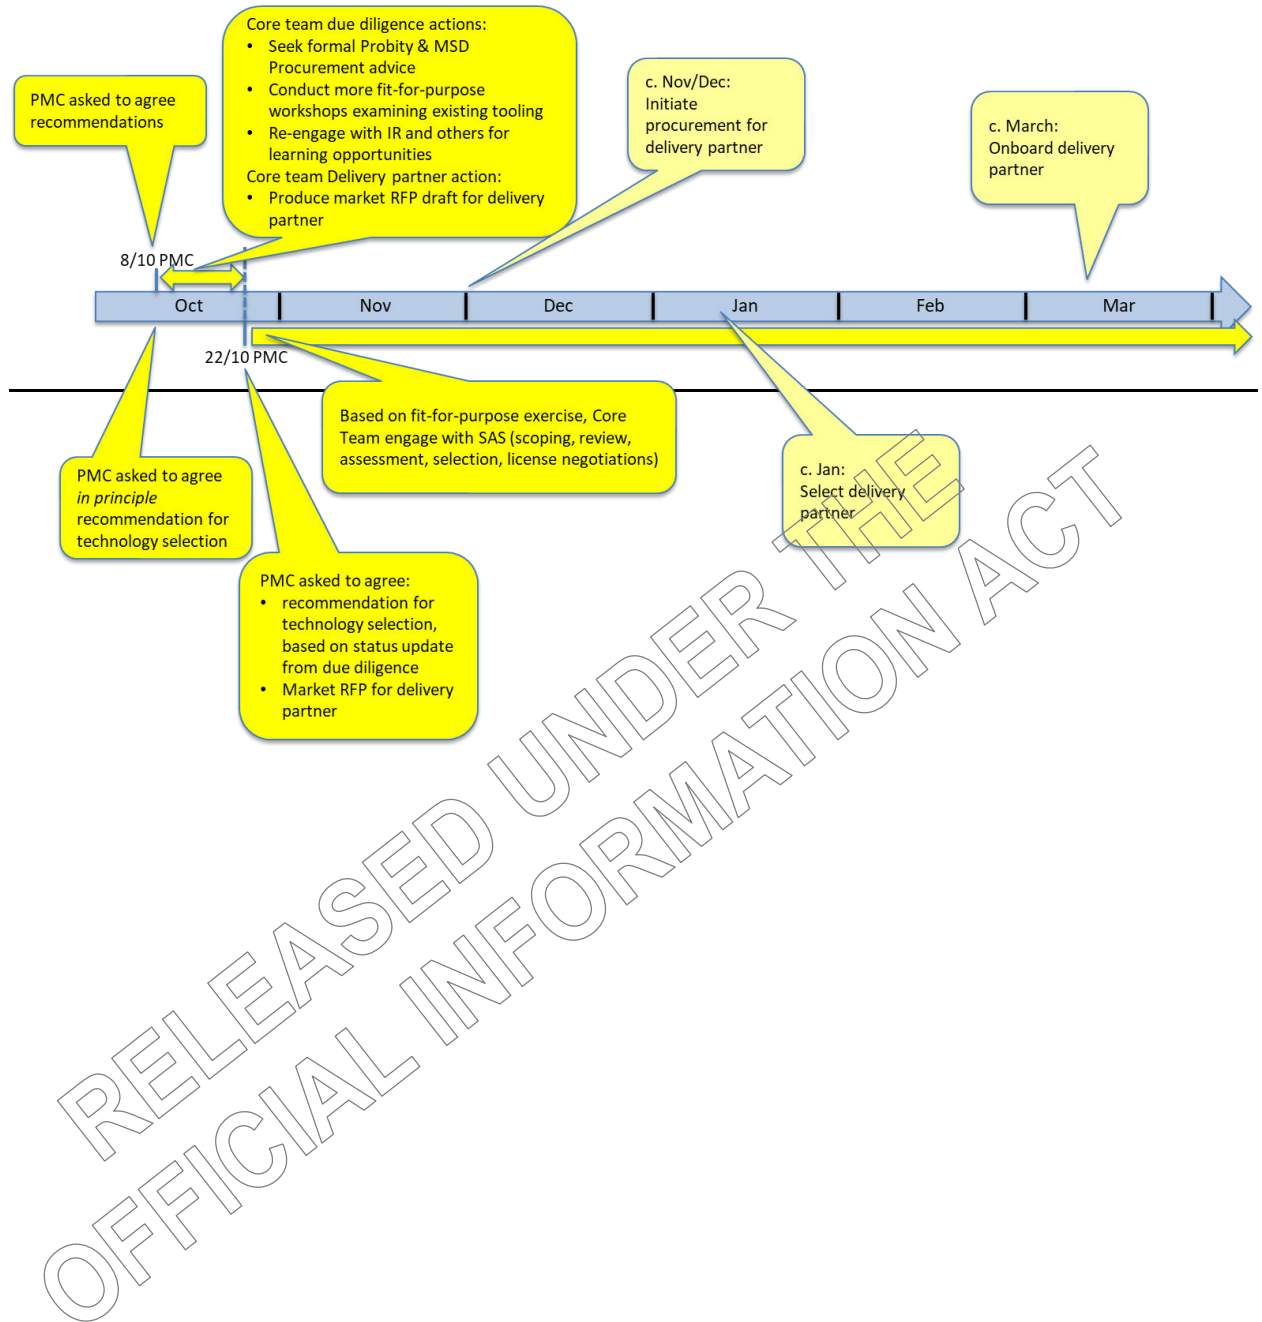 Core team due diligence actions:
• Seek formal Probity & MSD
Procurement advice
• Conduct more fit-for-purpose
workshops examining existing tooling
• Re-engage with IR and others for
learning opportunities
Core team Delivery partner action:
• Produce market RFP draft for delivery
partner
PMC asked to agree
recommendations
c. Nov/Dec:
Initiate
procurement for
delivery partner
c. March:
Onboard delivery
partner
8/10 PMC
Oct
Nov
Dec
Jan
Feb
Mar
22/10 PMC
Based on fit-for-purpose exercise, Core
Team engage with SAS (scoping, review,
assessment, selection, license negotiations)
PMC asked to agree
in principle
recommendation for
technology selection
c. Jan:
Select delivery
partner
PMC asked to agree:
• recommendation for
technology selection,
based on status update
from due diligence
• Market RFP for delivery
partner
RELEASED UNDER THE
OFFICIAL INFORMATION ACT